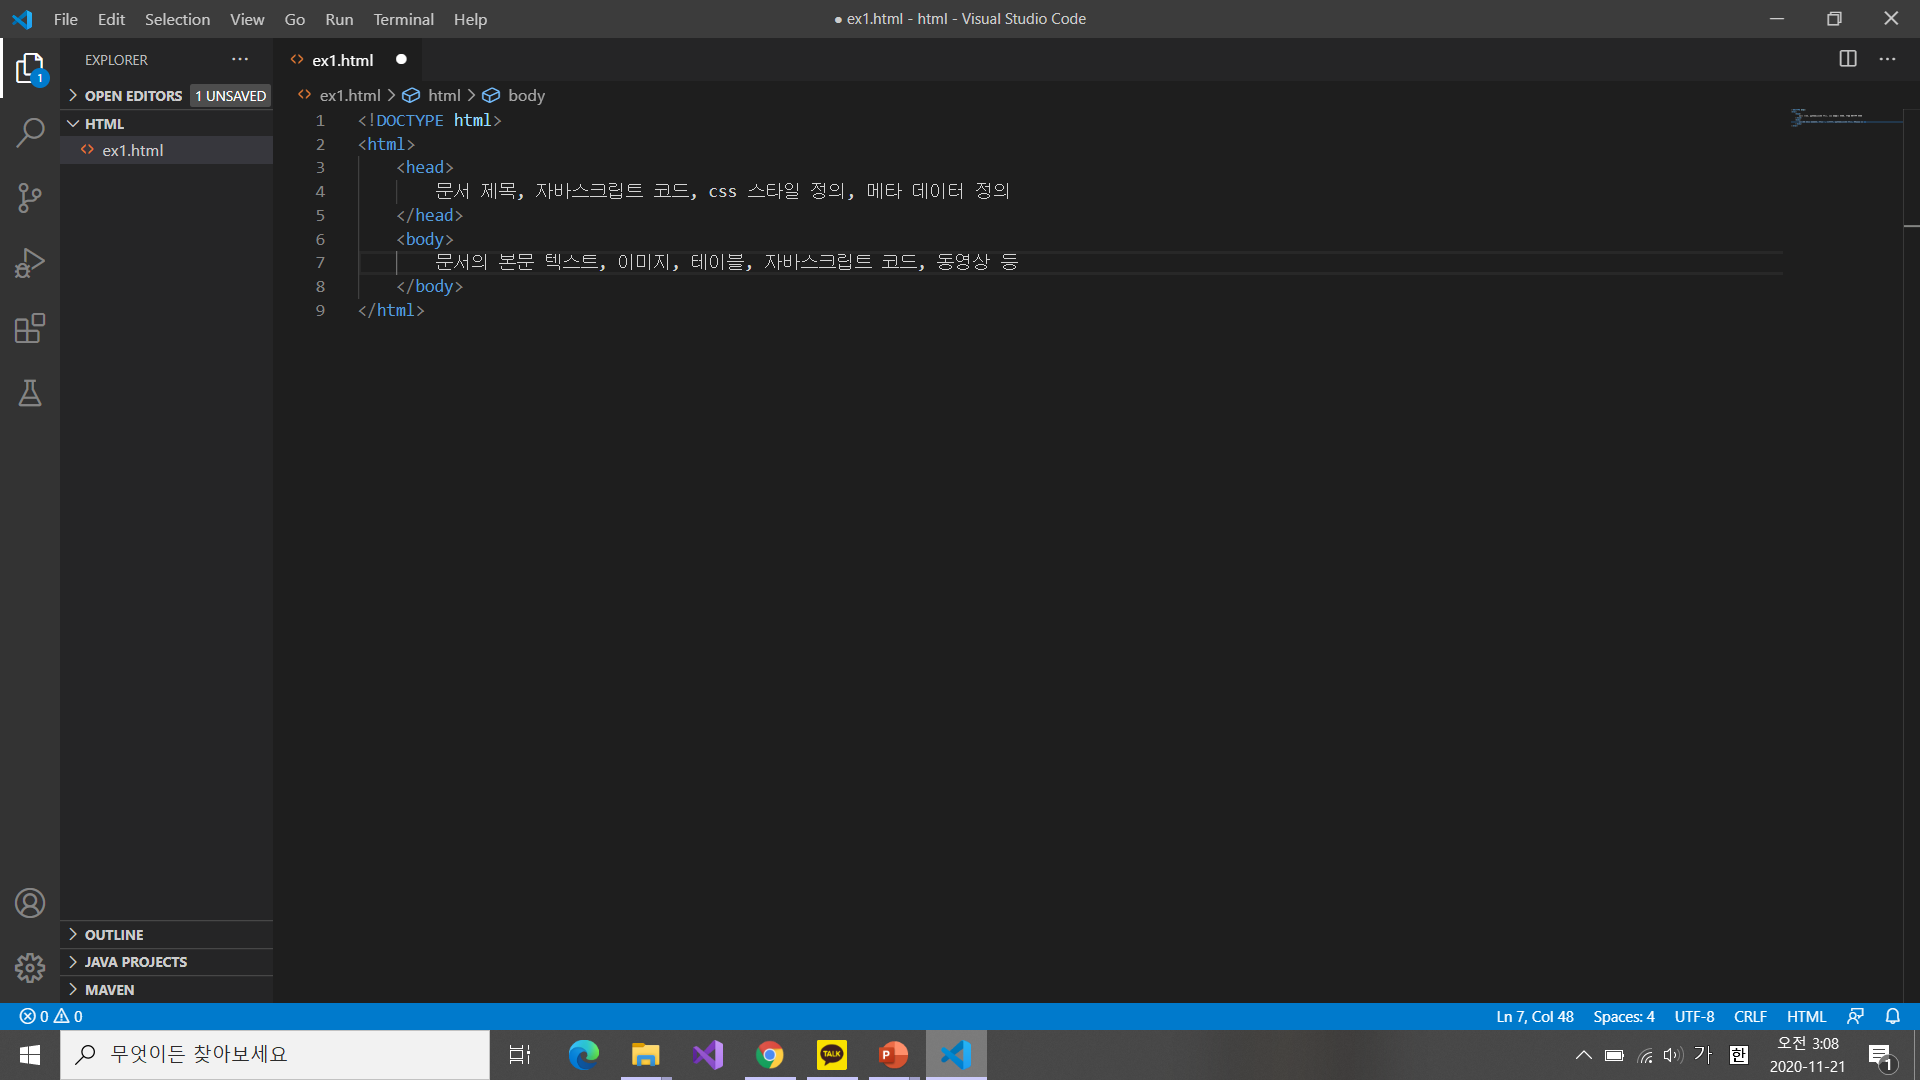 File Edit Selection View Go Run Terminal Help
● ex1.html - html - Visual Studio Code
EXPLORER
ex1.html
OPEN EDITORS 1 UNSAVED
ex1.html > html > body
HTML
ex1.html
1 <!DOCTYPE html>
2 <html>
3 <head>
4 문서 제목, 자바스크립트 코드, css 스타일 정의, 메타 데이터 정의
5 </head>
6 <body>
7 문서의 본문 텍스트, 이미지, 테이블, 자바스크립트 코드, 동영상 등
8 </body>
9 </html>
1
OUTLINE
JAVA PROJECTS
MAVEN
0 0
Ln 7, Col 48 Spaces: 4 UTF-8 CRLF HTML
무엇이든 찾아보세요
TALK
P
가 한
오전 3:08
2020-11-21
1